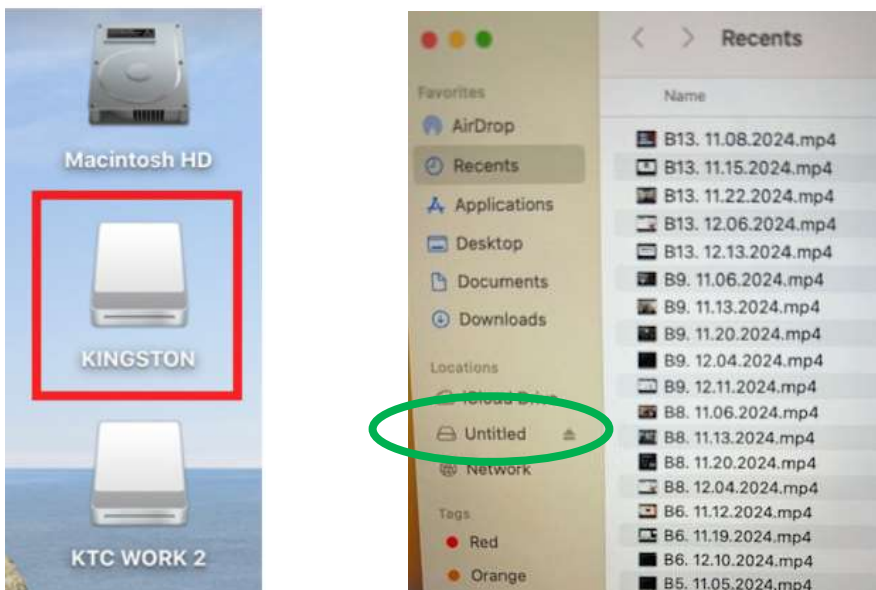 Macintosh HD
KINGSTON
KTC WORK 2
Recents
Favorites
AirDrop
Recents
Applications
Desktop
Documents
Downloads
Locations
iCloud Drive
Untitled
Network
Tags
Red
Orange
Name
B13. 11.08.2024.mp4
B13. 11.15.2024.mp4
B13. 11.22.2024.mp4
B13. 12.06.2024.mp4
B13. 12.13.2024.mp4
B9. 11.06.2024.mp4
B9. 11.13.2024.mp4
B9. 11.20.2024.mp4
B9. 12.04.2024.mp4
B9. 12.11.2024.mp4
B8. 11.06.2024.mp4
B8. 11.13.2024.mp4
B8. 11.20.2024.mp4
B8. 12.04.2024.mp4
B6. 11.12.2024.mp4
B6. 11.19.2024.mp4
B6. 12.10.2024.mp4
B5. 11.05.2024.mp4